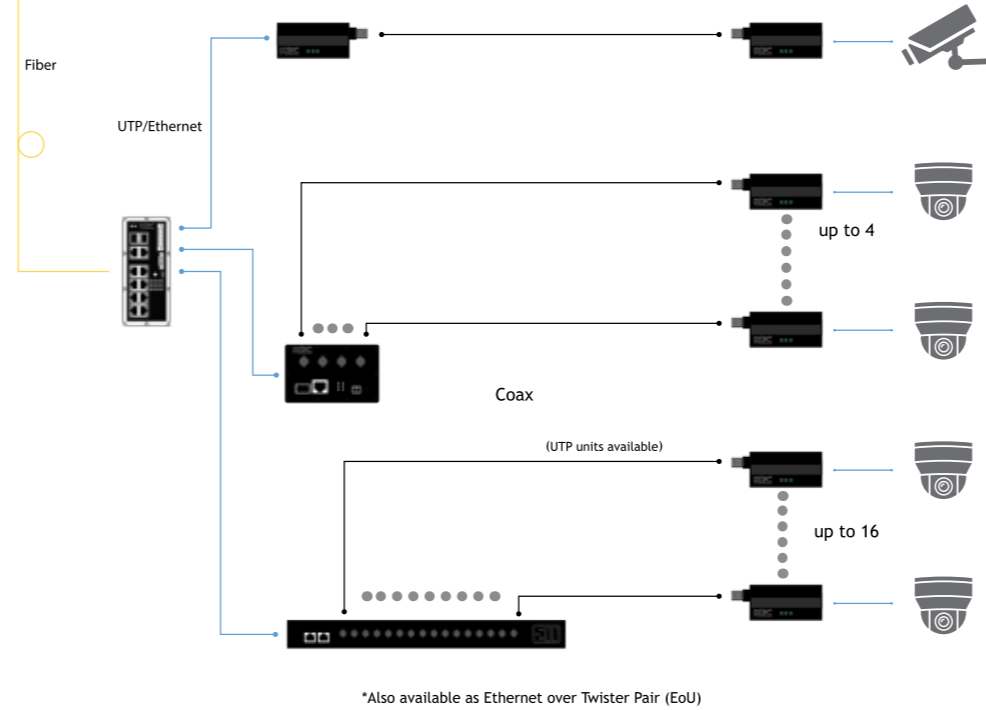 Fiber
UTP/Ethernet
up to 4
Coax
(UTP units available)
up to 16
*Also available as Ethernet over Twister Pair (EoU)